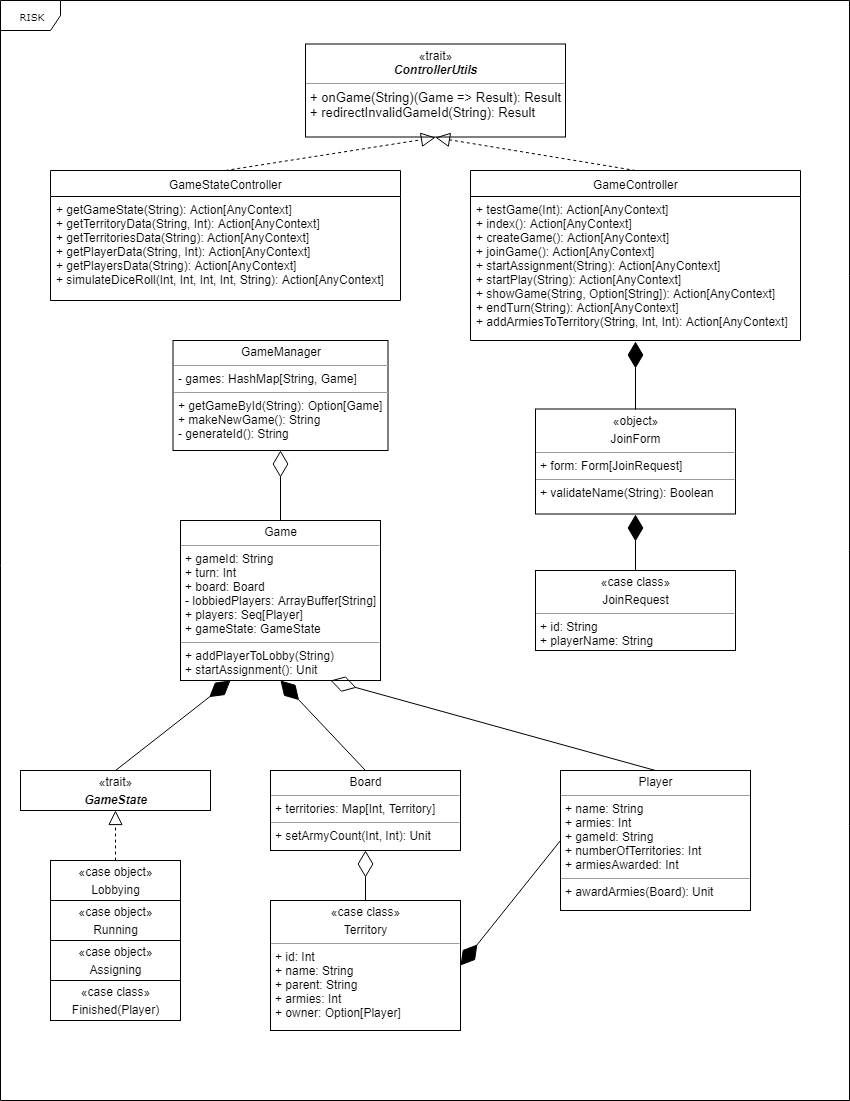 RISK
«trait»
ControllerUtils
+ onGame(String)(Game => Result): Result
+ redirectInvalidGameId(String): Result
GameStateController
+ getGameState(String): Action[AnyContext]
+ getTerritoryData(String, Int): Action[AnyContext]
+ getTerritoriesData(String): Action[AnyContext]
+ getPlayerData(String, Int): Action[AnyContext]
+ getPlayersData(String): Action[AnyContext]
+ simulateDiceRoll(Int, Int, Int, Int, String): Action[AnyContext]
GameController
+ testGame(Int): Action[AnyContext]
+ index(): Action[AnyContext]
+ createGame(): Action[AnyContext]
+ joinGame(): Action[AnyContext]
+ startAssignment(String): Action[AnyContext]
+ startPlay(String): Action[AnyContext]
+ showGame(String, Option[String]): Action[AnyContext]
+ endTurn(String): Action[AnyContext]
+ addArmiesToTerritory(String, Int, Int): Action[AnyContext]
GameManager
- games: HashMap[String, Game]
+ getGameById(String): Option[Game]
+ makeNewGame(): String
- generateId(): String
«object»
JoinForm
+ form: Form[JoinRequest]
+ validateName(String): Boolean
Game
+ gameId: String
+ turn: Int
+ board: Board
- lobbiedPlayers: ArrayBuffer[String]
+ players: Seq[Player]
+ gameState: GameState
+ addPlayerToLobby(String)
+ startAssignment(): Unit
«case class»
JoinRequest
+ id: String
+ playerName: String
«trait»
GameState
Board
+ territories: Map[Int, Territory]
+ setArmyCount(Int, Int): Unit
Player
+ name: String
+ armies: Int
+ gameId: String
+ numberOfTerritories: Int
+ armiesAwarded: Int
+ awardArmies(Board): Unit
«case object»
Lobbying
«case object»
Running
«case object»
Assigning
«case class»
Finished(Player)
«case class»
Territory
+ id: Int
+ name: String
+ parent: String
+ armies: Int
+ owner: Option[Player]